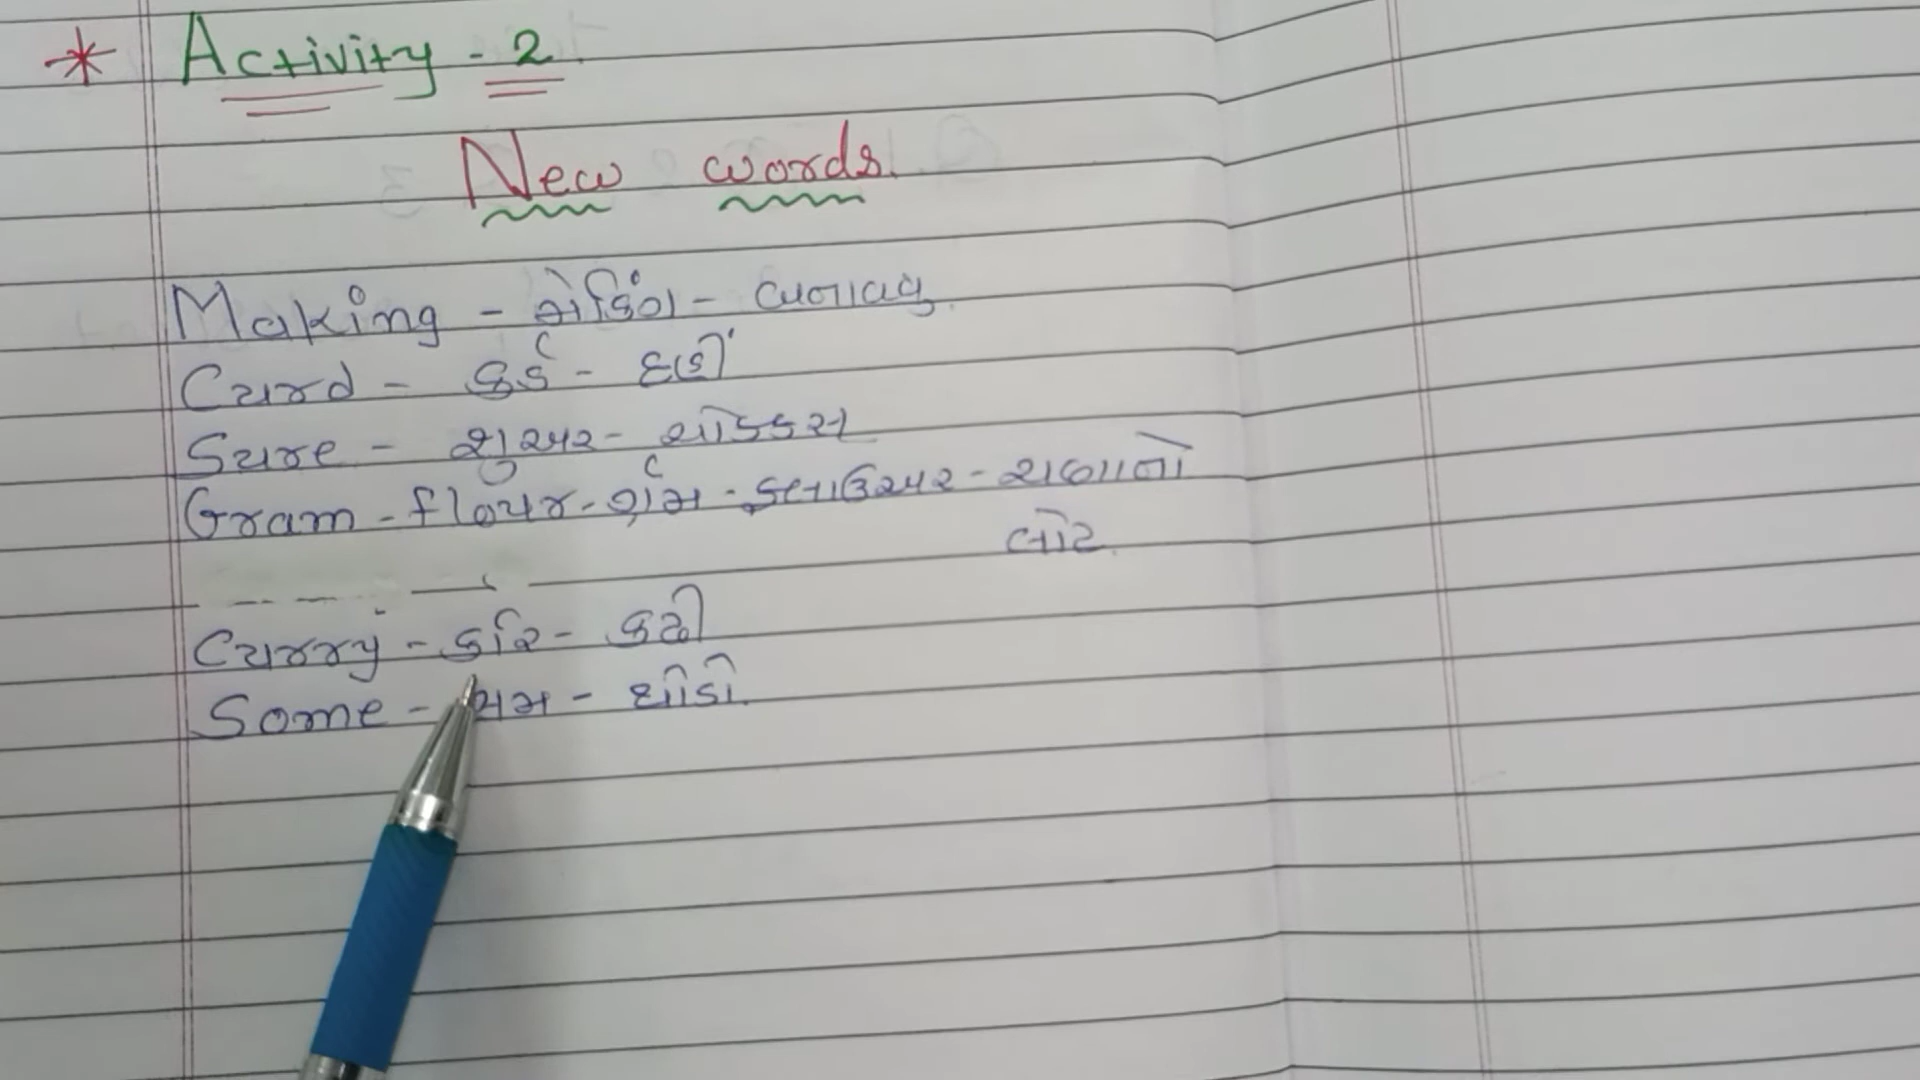 * Activity - 2
New words.
Making - મેકિંગ - બનાવવુ
Curd - કર્ડ - દહીં
Sure - શ્યુઅર - ચોક્કસ
Gram - flour - ગ્રામ - ફ્લાઉઅર - ચણાનો
લોટ
Curry - કરિ - કઢી
Some - સમ - થોડો